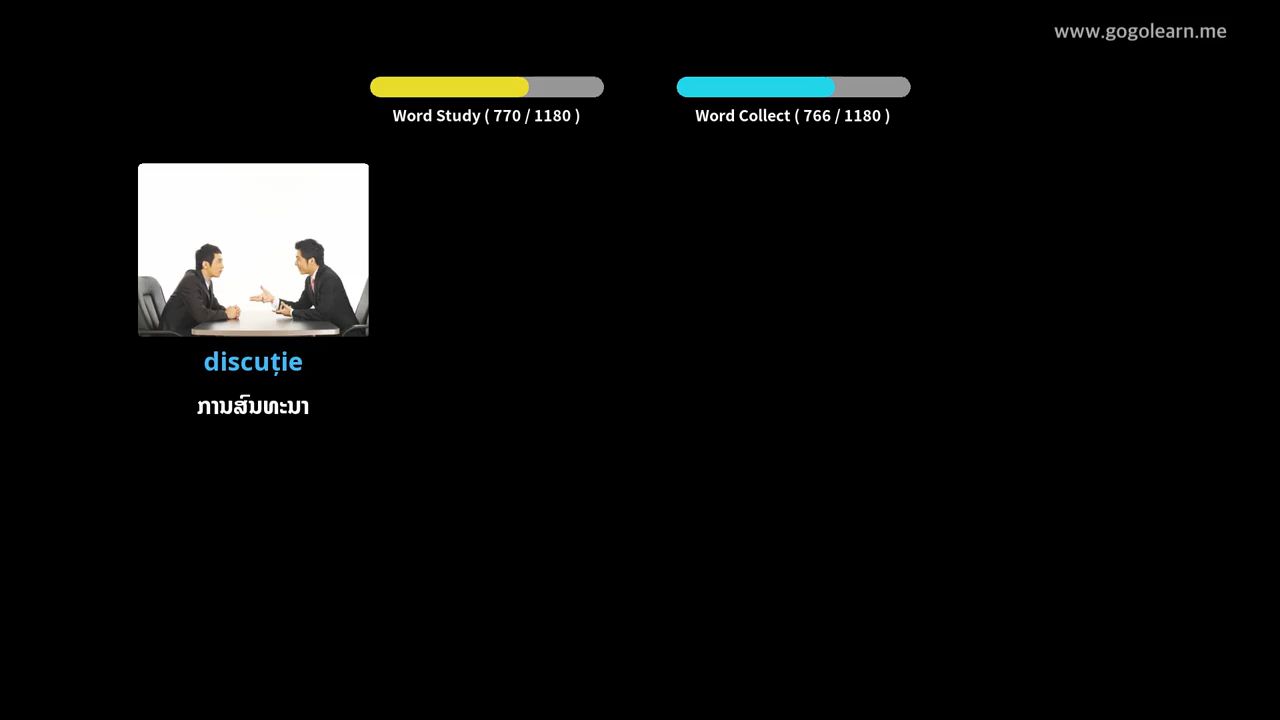 www.gogolearn.me
Word Study ( 770 / 1180 )
Word Collect ( 766 / 1180 )
discuție
ການສົນທະນາ